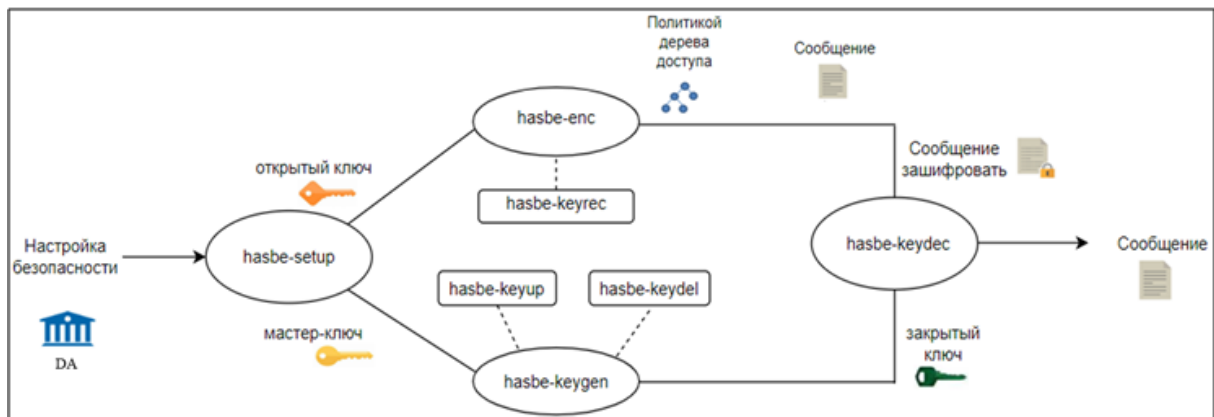 Политикой
дерева
доступа
Сообщение
hasbe-enc
открытый ключ
Сообщение
зашифровать
hasbe-keyrec
Настройка
безопасности
hasbe-setup
hasbe-keydec
Сообщение
hasbe-keyup
hasbe-keydel
мастер-ключ
закрытый
ключ
DA
hasbe-keygen